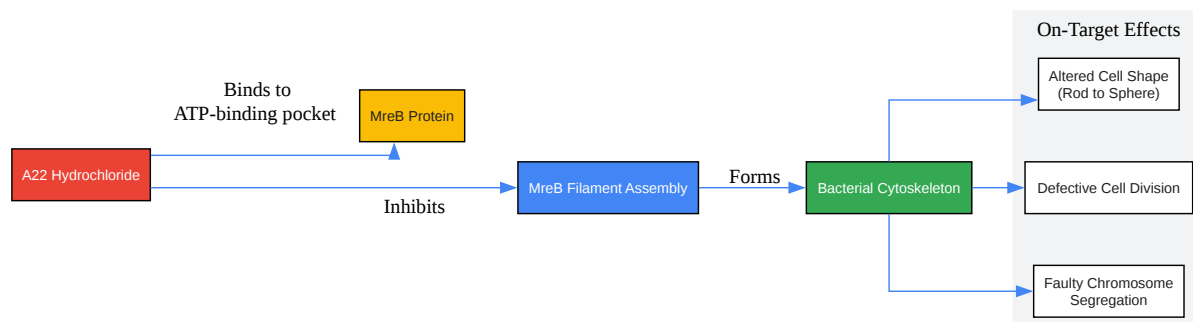 On-Target Effects
Binds to
ATP-binding pocket
MreB Protein
A22 Hydrochloride
Inhibits
MreB Filament Assembly
Forms
Bacterial Cytoskeleton
Altered Cell Shape
(Rod to Sphere)
Defective Cell Division
Faulty Chromosome
Segregation